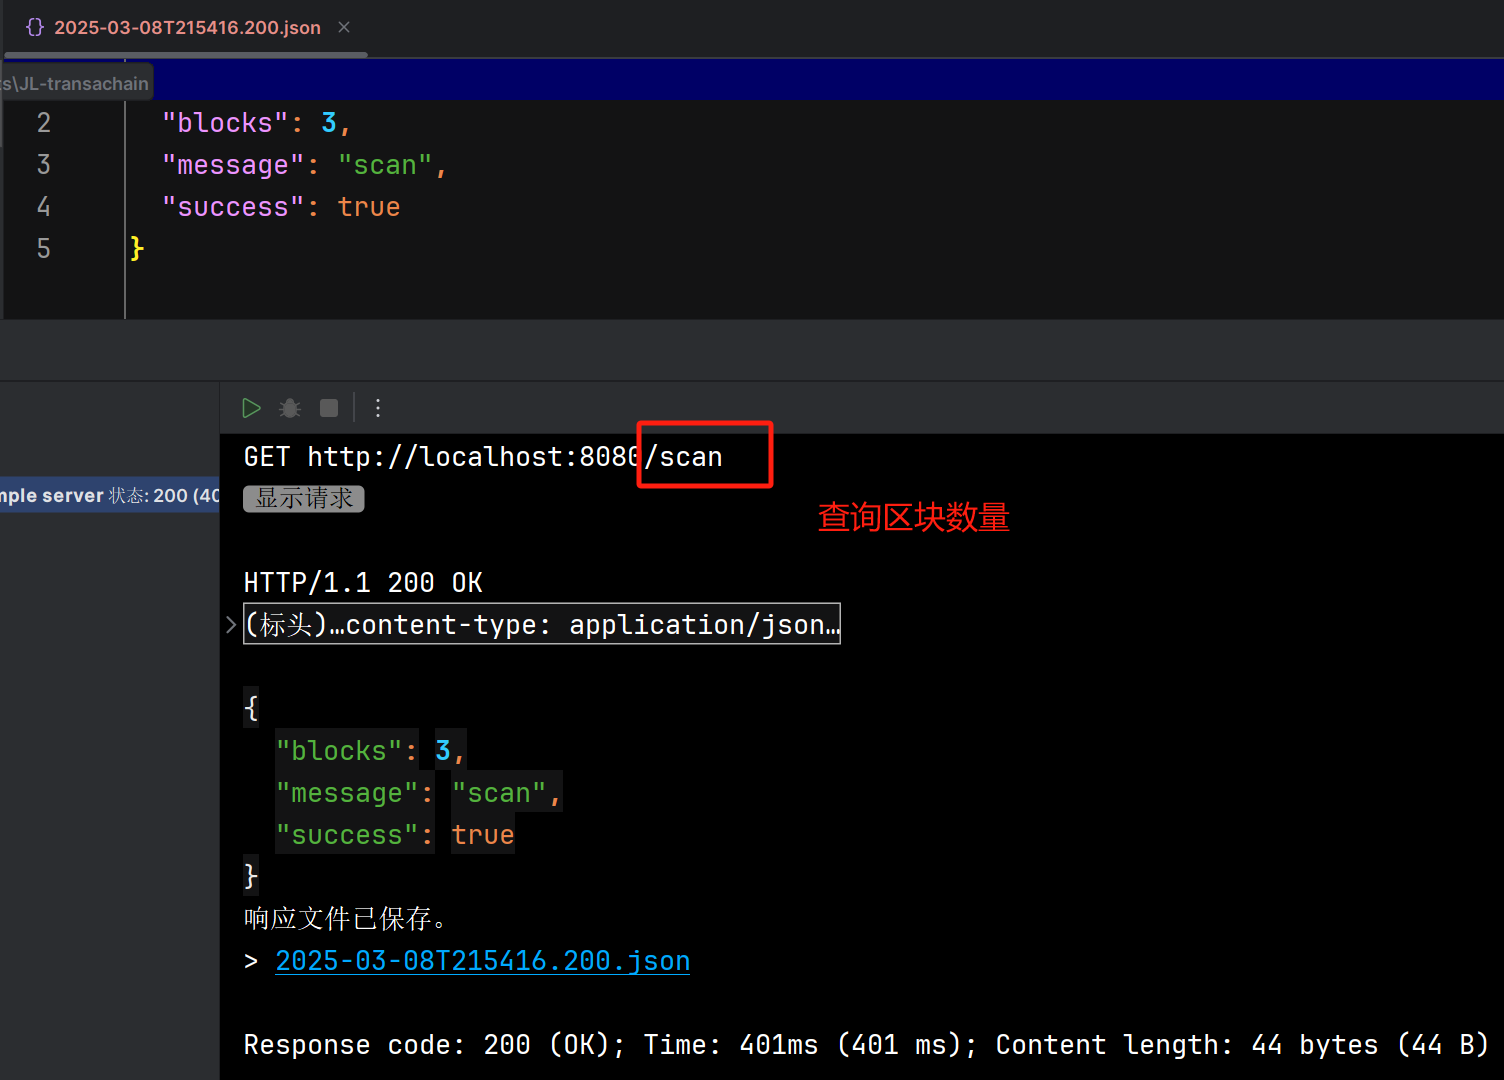 {} 2025-03-08T215416.200.json ×
ts\JL-transachain
2 "blocks": 3,
3 "message": "scan",
4 "success": true
5 }
GET http://localhost:8080/scan
mple server 状态: 200 (40
显示请求
查询区块数量
HTTP/1.1 200 OK
(标头)…content-type: application/json…
{
"blocks": 3,
"message": "scan",
"success": true
}
响应文件已保存。
> 2025-03-08T215416.200.json
Response code: 200 (OK); Time: 401ms (401 ms); Content length: 44 bytes (44 B)